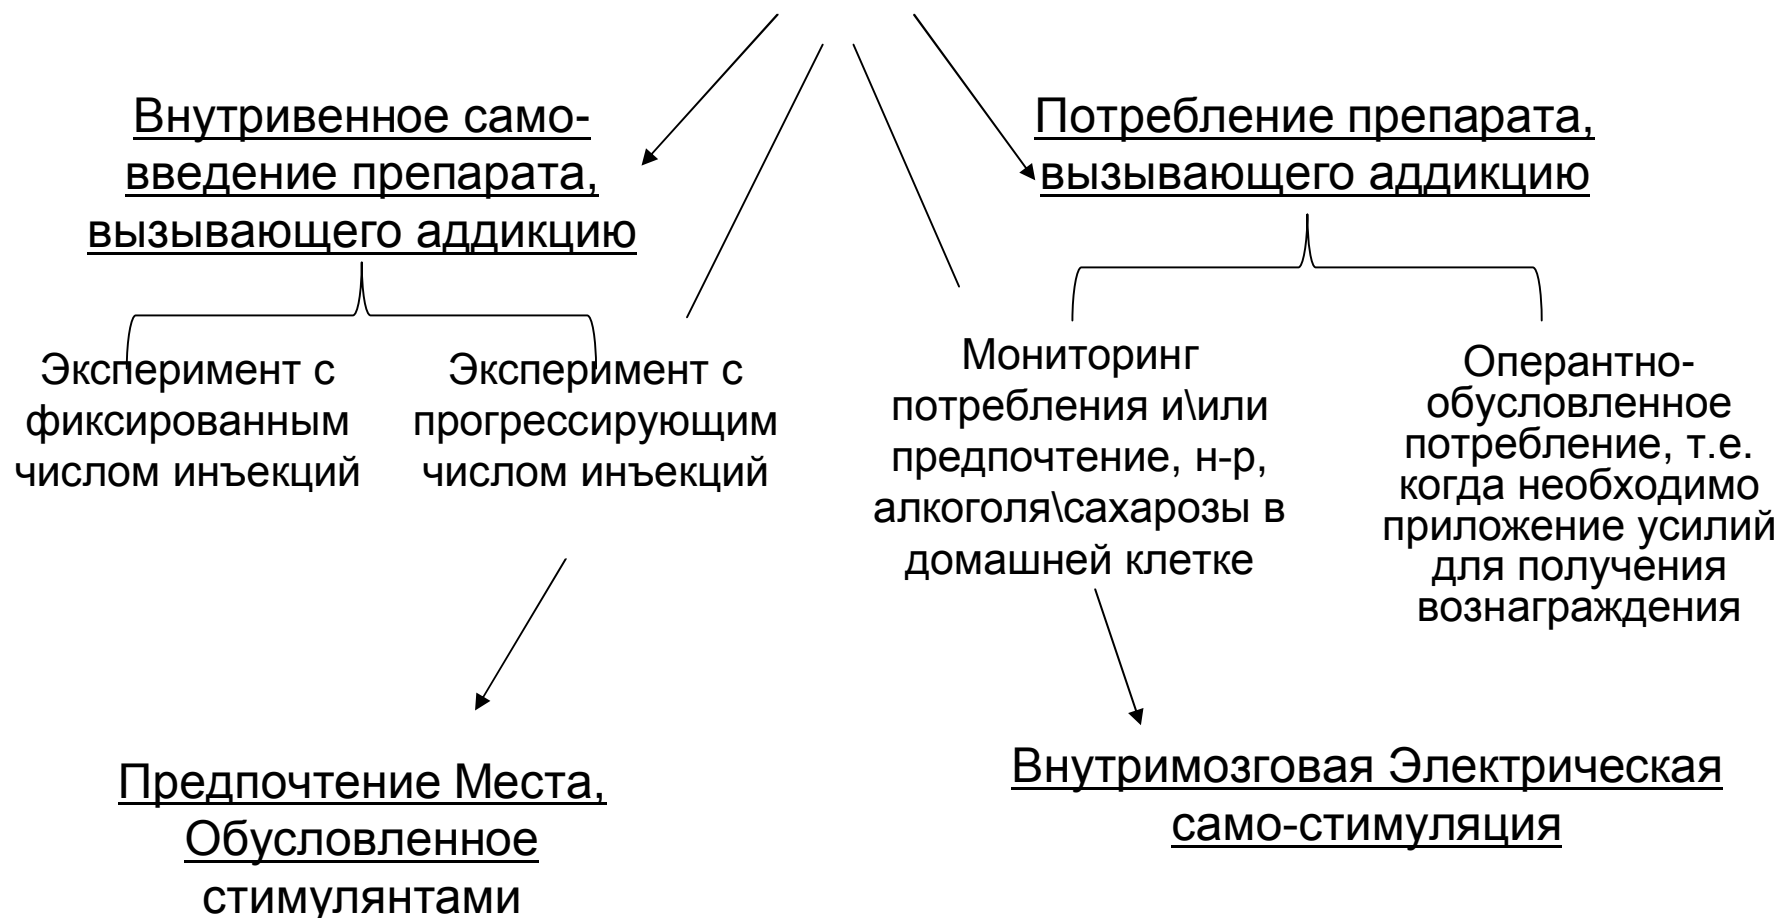 Внутривенное само-
введение препарата,
вызывающего аддикцию
Потребление препарата,
вызывающего аддикцию
Эксперимент с
фиксированным
числом инъекций
Эксперимент с
прогрессирующим
числом инъекций
Мониторинг
потребления и\или
предпочтение, н-р,
алкоголя\сахарозы в
домашней клетке
Оперантно-
обусловленное
потребление, т.е.
когда необходимо
приложение усилий
для получения
вознаграждения
Предпочтение Места,
Обусловленное
стимулянтами
Внутримозговая Электрическая
само-стимуляция